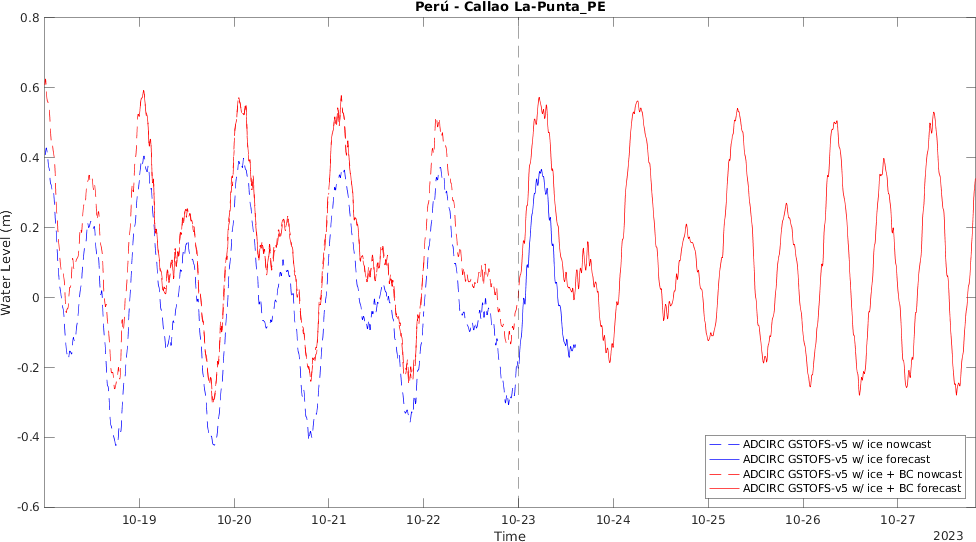 Perú - Callao La-Punta_PE
0.8
0.6
0.4
0.2
0
-0.2
-0.4
-0.6
Water Level (m)
ADCIRC GSTOFS-v5 w/ ice nowcast
ADCIRC GSTOFS-v5 w/ ice forecast
ADCIRC GSTOFS-v5 w/ ice + BC nowcast
ADCIRC GSTOFS-v5 w/ ice + BC forecast
10-19 10-20 10-21 10-22 10-23 10-24 10-25 10-26 10-27
Time
2023